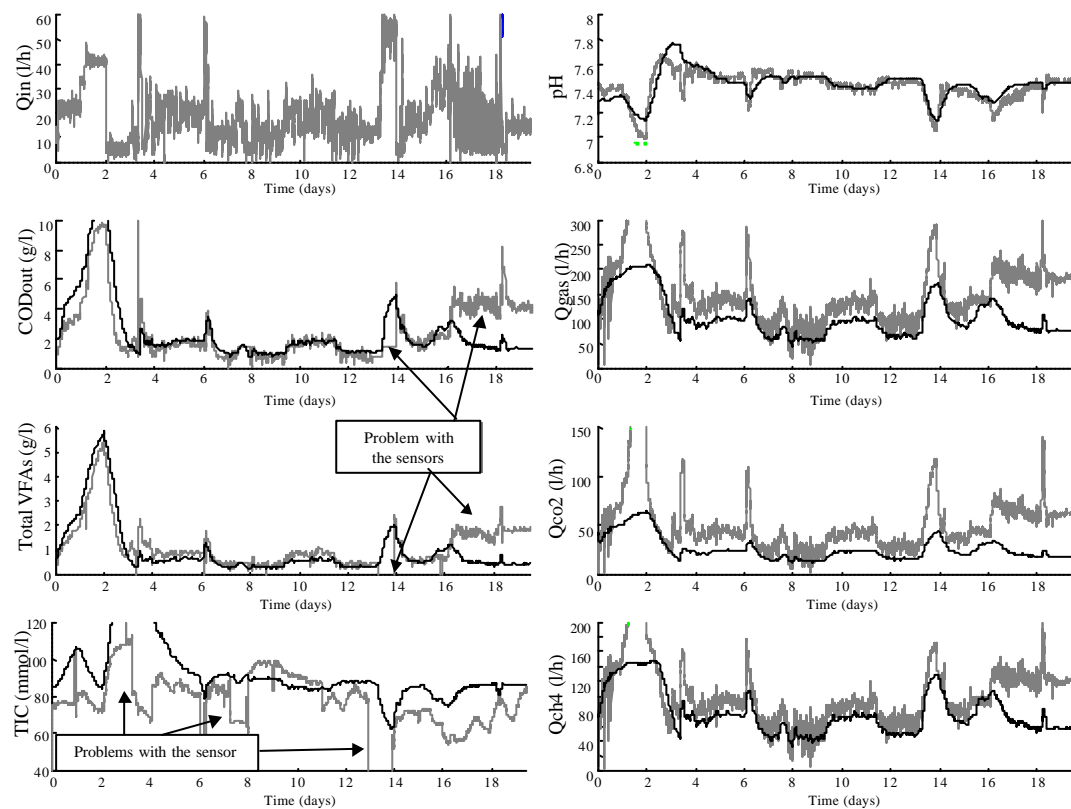 Qin (l/h)
60
50
40
30
20
10
0
0 2 4 6 8 10 12 14 16 18
Time (days)
pH
7.8
7.6
7.4
7.2
7
6.8
0 2 4 6 8 10 12 14 16 18
Time (days)
CODout (g/l)
10
8
6
4
2
0
0 2 4 6 8 10 12 14 16 18
Time (days)
Qgas (l/h)
300
250
200
150
100
50
0
0 2 4 6 8 10 12 14 16 18
Time (days)
Problem with
the sensors
Total VFAs (g/l)
6
5
4
3
2
1
0
0 2 4 6 8 10 12 14 16 18
Time (days)
Qco2 (l/h)
150
100
50
0
0 2 4 6 8 10 12 14 16 18
Time (days)
TIC (mmol/l)
120
100
80
60
40
Problems with the sensor
0 2 4 6 8 10 12 14 16 18
Time (days)
Qch4 (l/h)
200
160
120
80
40
0
0 2 4 6 8 10 12 14 16 18
Time (days)